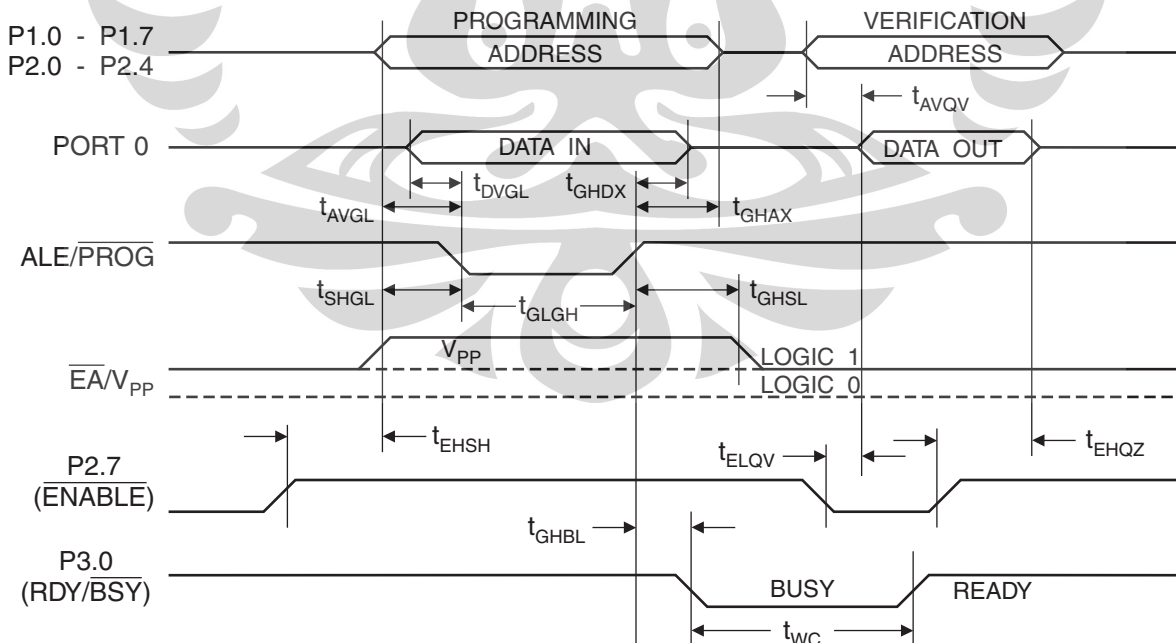 PROGRAMMING VERIFICATION
P1.0 - P1.7
P2.0 - P2.4
ADDRESS ADDRESS
tAVQV
PORT 0 DATA IN DATA OUT
tDVGL tGHDX
tAVGL tGHAX
ALE/PROG
tSHGL tGLGH tGHSL
VPP LOGIC 1
EA/VPP LOGIC 0
tEHSH tELQV tEHQZ
P2.7
(ENABLE)
tGHBL
P3.0
(RDY/BSY) BUSY READY
tWC